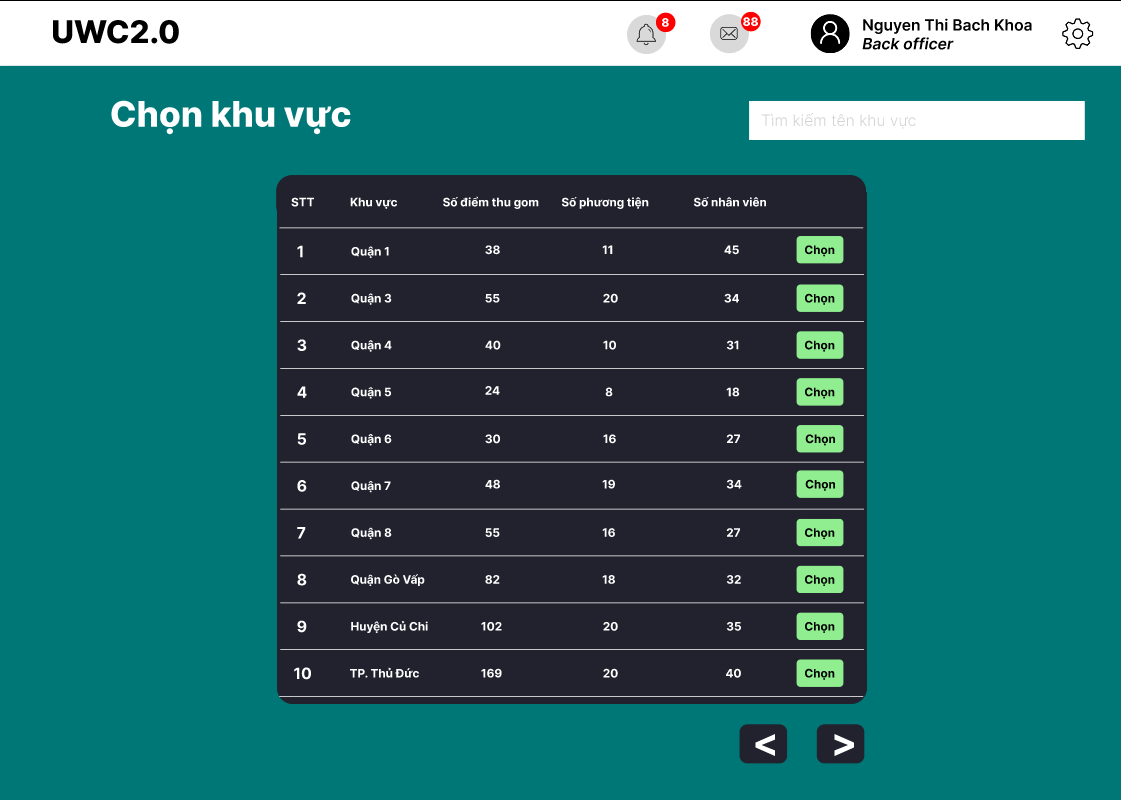 UWC2.0
8
88
Nguyen Thi Bach Khoa
Back officer
Chọn khu vực
Tìm kiếm tên khu vực
STT Khu vực Số điểm thu gom Số phương tiện Số nhân viên
1 Quận 1 38 11 45 Chọn
2 Quận 3 55 20 34 Chọn
3 Quận 4 40 10 31 Chọn
4 Quận 5 24 8 18 Chọn
5 Quận 6 30 16 27 Chọn
6 Quận 7 48 19 34 Chọn
7 Quận 8 55 16 27 Chọn
8 Quận Gò Vấp 82 18 32 Chọn
9 Huyện Củ Chi 102 20 35 Chọn
10 TP. Thủ Đức 169 20 40 Chọn
< >